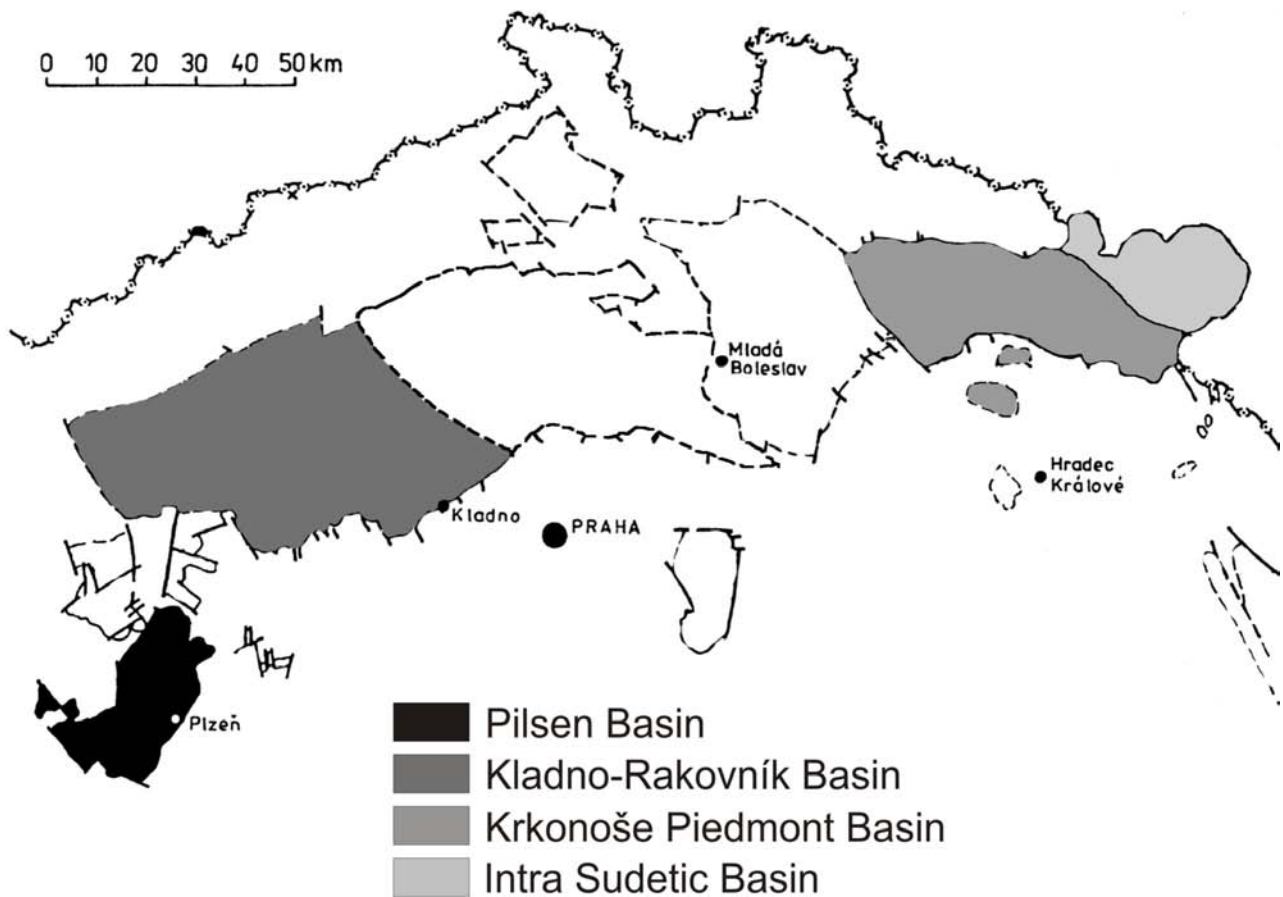 0 10 20 30 40 50 km
Mladá
Boleslav
Hradec
Králové
Kladno
PRAHA
Plzeň
Pilsen Basin
Kladno-Rakovník Basin
Krkonoše Piedmont Basin
Intra Sudetic Basin